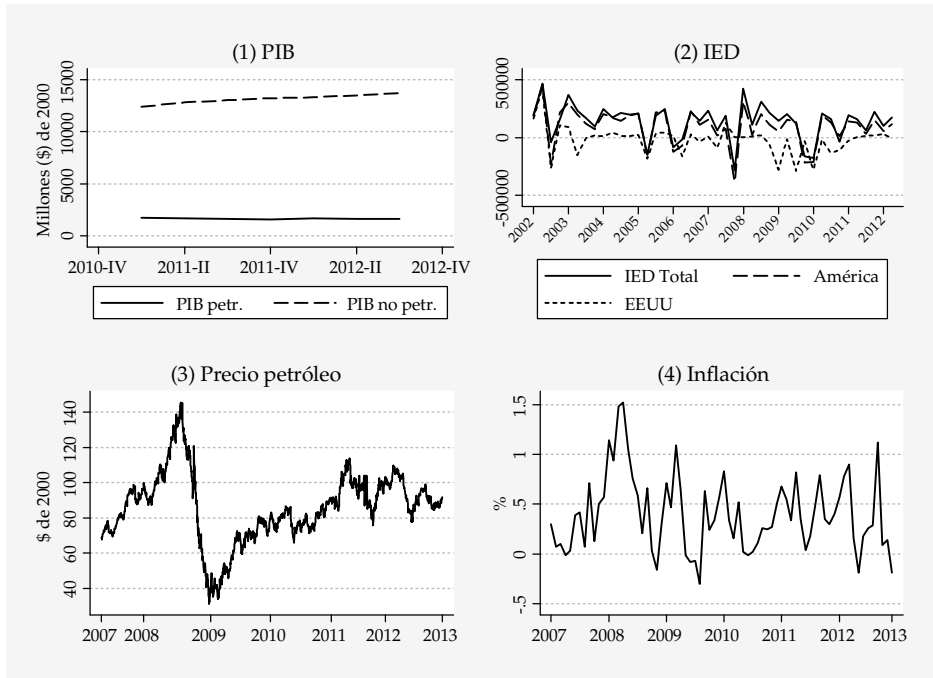 (1) PIB
Millones ($) de 2000
15000
10000
5000
0
2010-IV 2011-II 2011-IV 2012-II 2012-IV
PIB petr. PIB no petr.
(2) IED
500000
0
-500000
2002 2003 2004 2005 2006 2007 2008 2009 2010 2011 2012
IED Total América
EEUU
(3) Precio petróleo
$ de 2000
140
120
100
80
60
40
2007 2008 2009 2010 2011 2012 2013
(4) Inflación
%
1.5
1
.5
0
-.5
2007 2008 2009 2010 2011 2012 2013